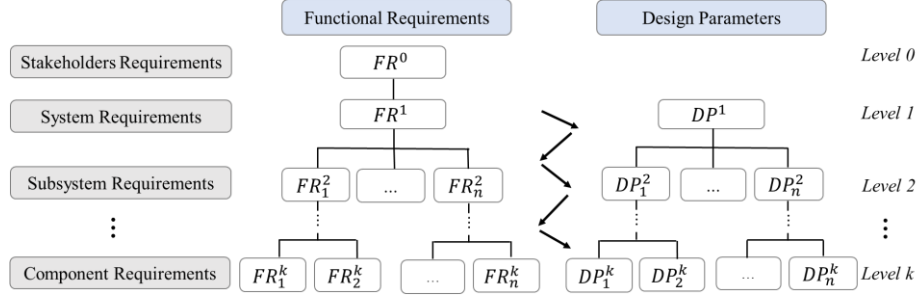 Functional Requirements Design Parameters
Stakeholders Requirements FR⁰ Level 0
System Requirements FR¹ DP¹ Level 1
Subsystem Requirements FR₁² ... FRₙ² DP₁² ... DPₙ² Level 2
⋮ ⋮
Component Requirements FR₁ᵏ FR₂ᵏ ... FRₙᵏ DP₁ᵏ DP₂ᵏ ... DPₙᵏ Level k